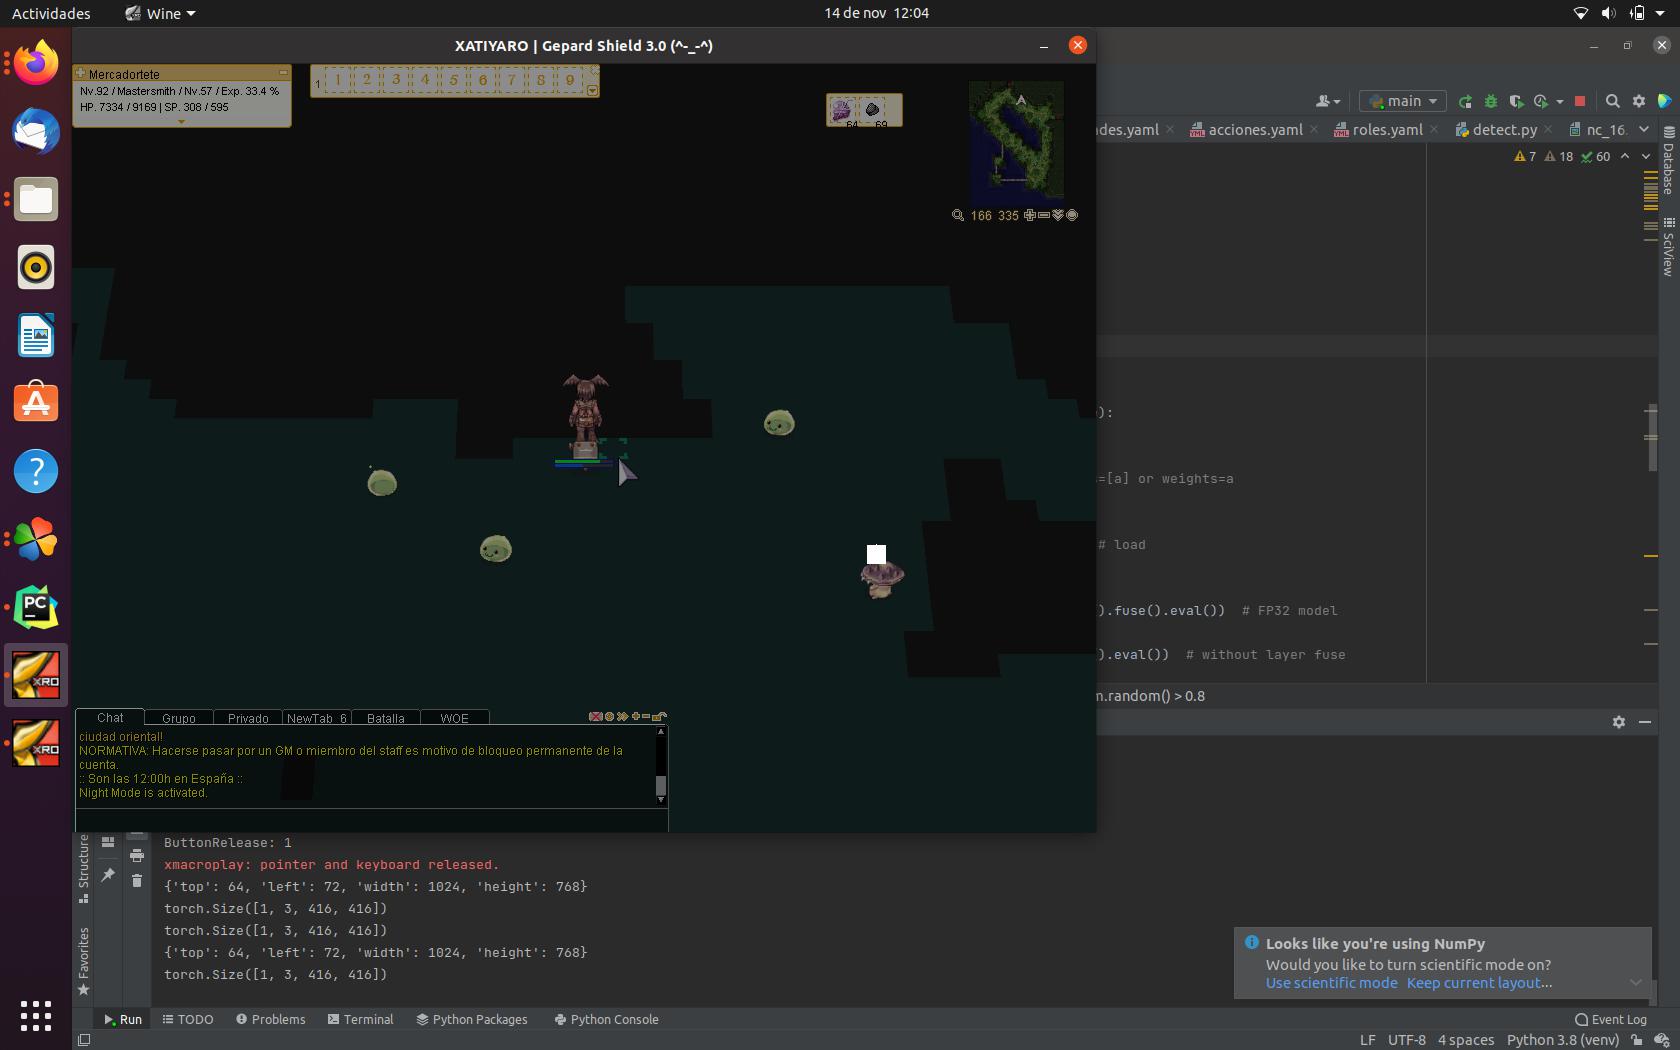 Actividades
Wine
14 de nov 12:04
XATIYARO | Gepard Shield 3.0 (^-_-^)
Mercadortete
Nv.92 / Mastersmith / Nv.57 / Exp. 33.4 %
HP. 7334 / 9169 | SP. 308 / 595
1 1 2 3 4 5 6 7 8 9
64 69
166 335
main
des.yaml
acciones.yaml
roles.yaml
detect.py
nc_16.
7 18 60
Database
SciView
):
=[a] or weights=a
# load
).fuse().eval()) # FP32 model
).eval()) # without layer fuse
m.random() > 0.8
Chat Grupo Privado NewTab_6 Batalla WOE
ciudad oriental!
NORMATIVA: Hacerse pasar por un GM o miembro del staff es motivo de bloqueo permanente de la
cuenta.
:: Son las 12:00h en España ::
Night Mode is activated.
XRO
XRO
PC
Structure
Favorites
ButtonRelease: 1
xmacroplay: pointer and keyboard released.
{'top': 64, 'left': 72, 'width': 1024, 'height': 768}
torch.Size([1, 3, 416, 416])
torch.Size([1, 3, 416, 416])
{'top': 64, 'left': 72, 'width': 1024, 'height': 768}
torch.Size([1, 3, 416, 416])
Looks like you're using NumPy
Would you like to turn scientific mode on?
Use scientific mode Keep current layout...
Run TODO Problems Terminal Python Packages Python Console
Event Log
LF UTF-8 4 spaces Python 3.8 (venv)